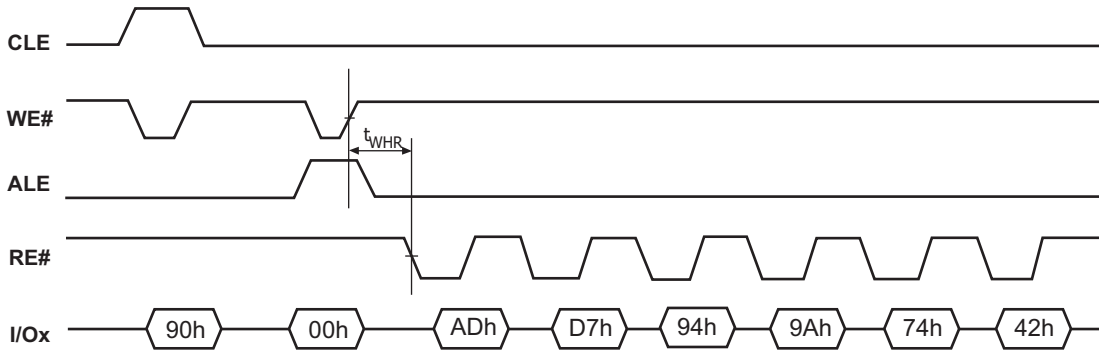 CLE
WE#
tWHR
ALE
RE#
I/Ox 90h 00h ADh D7h 94h 9Ah 74h 42h